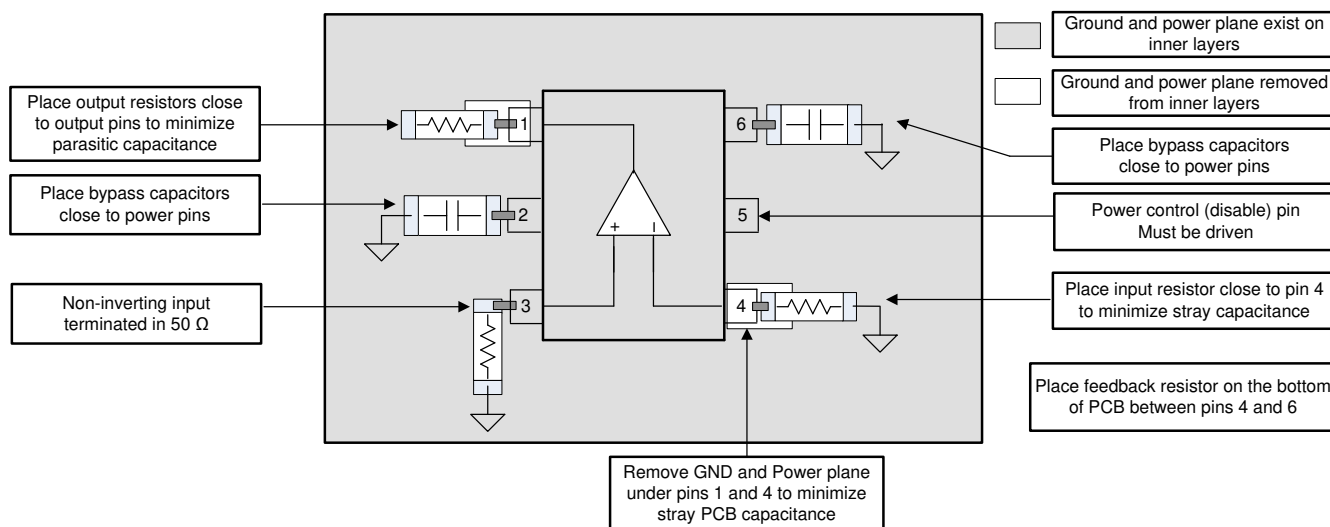 Ground and power plane exist on
inner layers
Ground and power plane removed
from inner layers
Place output resistors close
to output pins to minimize
parasitic capacitance
Place bypass capacitors
close to power pins
Non-inverting input
terminated in 50 Ω
1
2
3
+
–
6
5
4
Place bypass capacitors
close to power pins
Power control (disable) pin
Must be driven
Place input resistor close to pin 4
to minimize stray capacitance
Place feedback resistor on the bottom
of PCB between pins 4 and 6
Remove GND and Power plane
under pins 1 and 4 to minimize
stray PCB capacitance